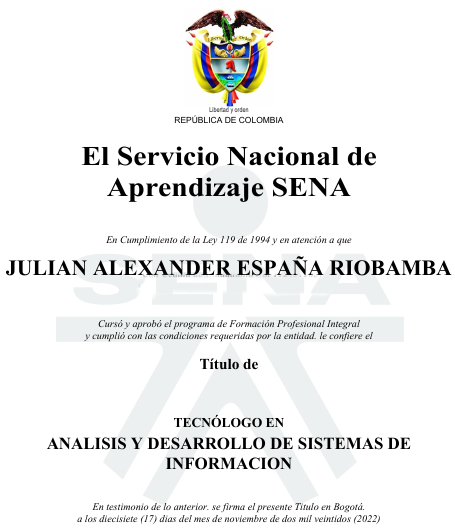 Libertad y orden
REPÚBLICA DE COLOMBIA
El Servicio Nacional de
Aprendizaje SENA
En Cumplimiento de la Ley 119 de 1994 y en atención a que
JULIAN ALEXANDER ESPAÑA RIOBAMBA
SENA
Cursó y aprobó el programa de Formación Profesional Integral
y cumplió con las condiciones requeridas por la entidad. le confiere el
Título de
TECNÓLOGO EN
ANALISIS Y DESARROLLO DE SISTEMAS DE
INFORMACION
En testimonio de lo anterior. se firma el presente Título en Bogotá.
a los diecisiete (17) dias del mes de noviembre de dos mil veintidos (2022)